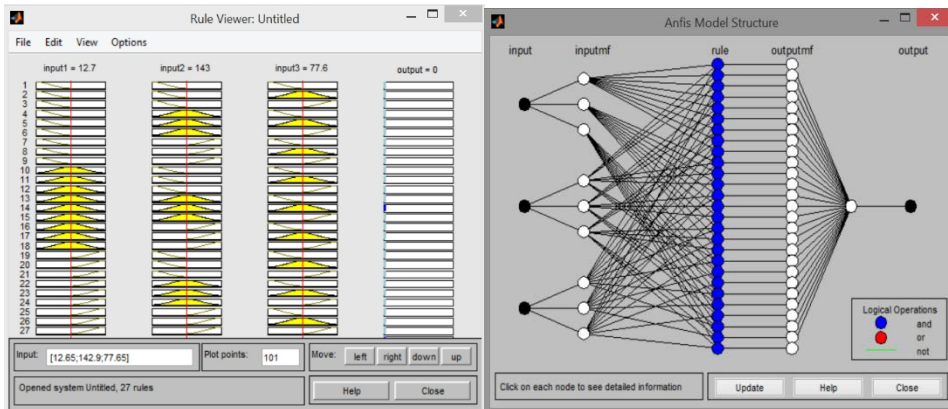 Rule Viewer: Untitled
File Edit View Options
input1 = 12.7 input2 = 143 input3 = 77.6 output = 0
1
2
3
4
5
6
7
8
9
10
11
12
13
14
15
16
17
18
19
20
21
22
23
24
25
26
27
Input: [12.65;142.9;77.65] Plot points: 101 Move: left right down up
Opened system Untitled, 27 rules Help Close
Anfis Model Structure
input inputmf rule outputmf output
Logical Operations
and
or
not
Click on each node to see detailed information Update Help Close